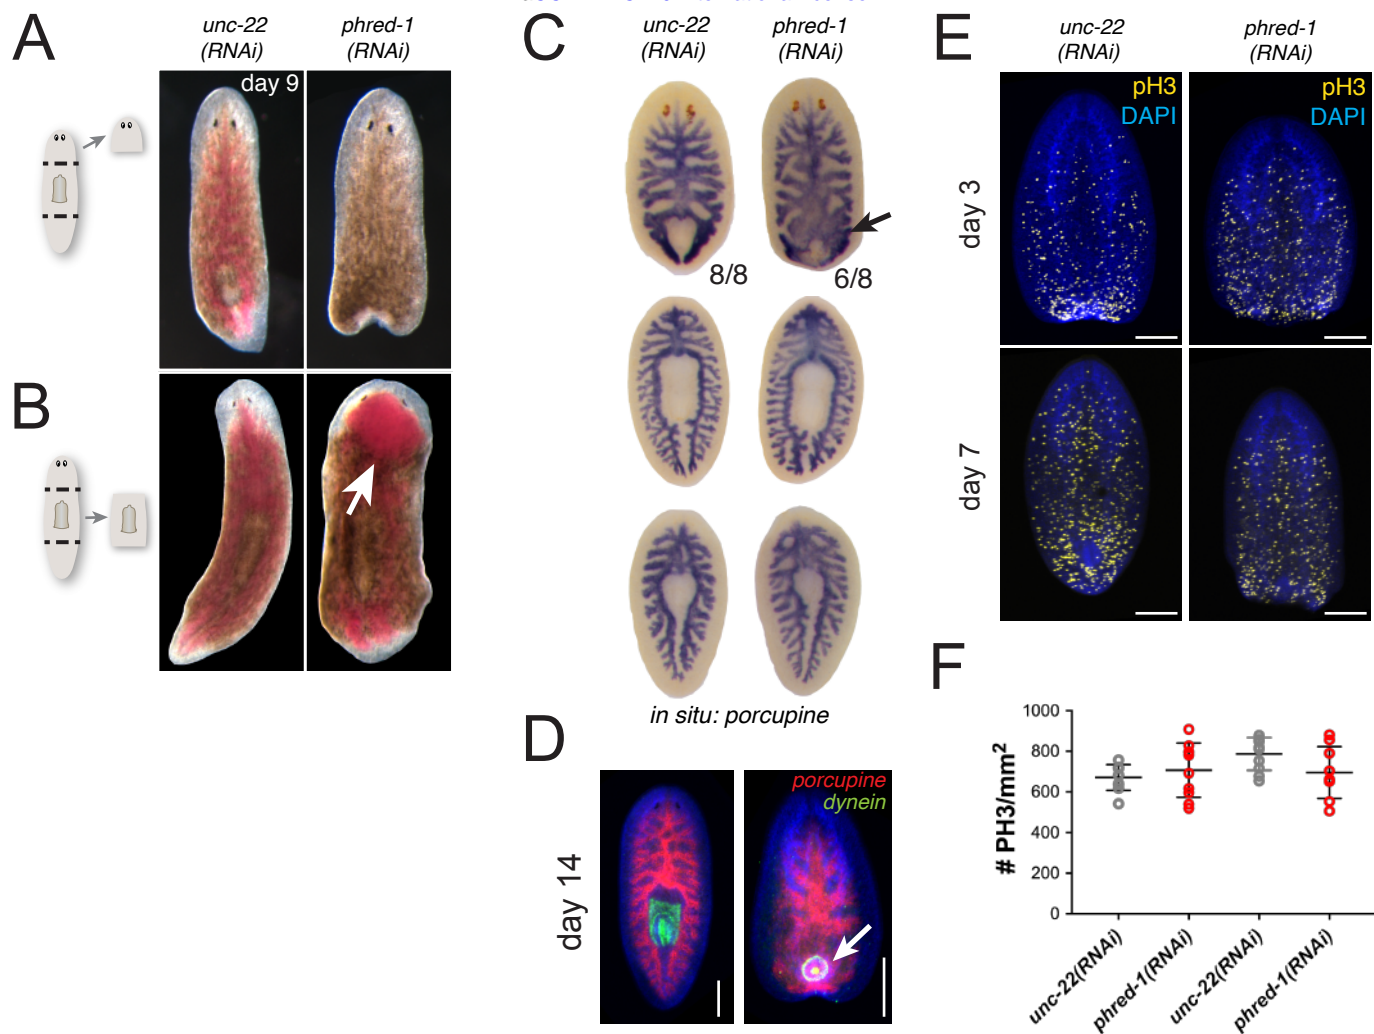 A
unc-22
(RNAi)
phred-1
(RNAi)
day 9
B
C
unc-22
(RNAi)
phred-1
(RNAi)
8/8
6/8
in situ: porcupine
D
day 14
porcupine
dynein
E
unc-22
(RNAi)
phred-1
(RNAi)
day 3
pH3
DAPI
pH3
DAPI
day 7
F
# PH3/mm2
1000
800
600
400
200
0
unc-22(RNAi)
phred-1(RNAi)
unc-22(RNAi)
phred-1(RNAi)